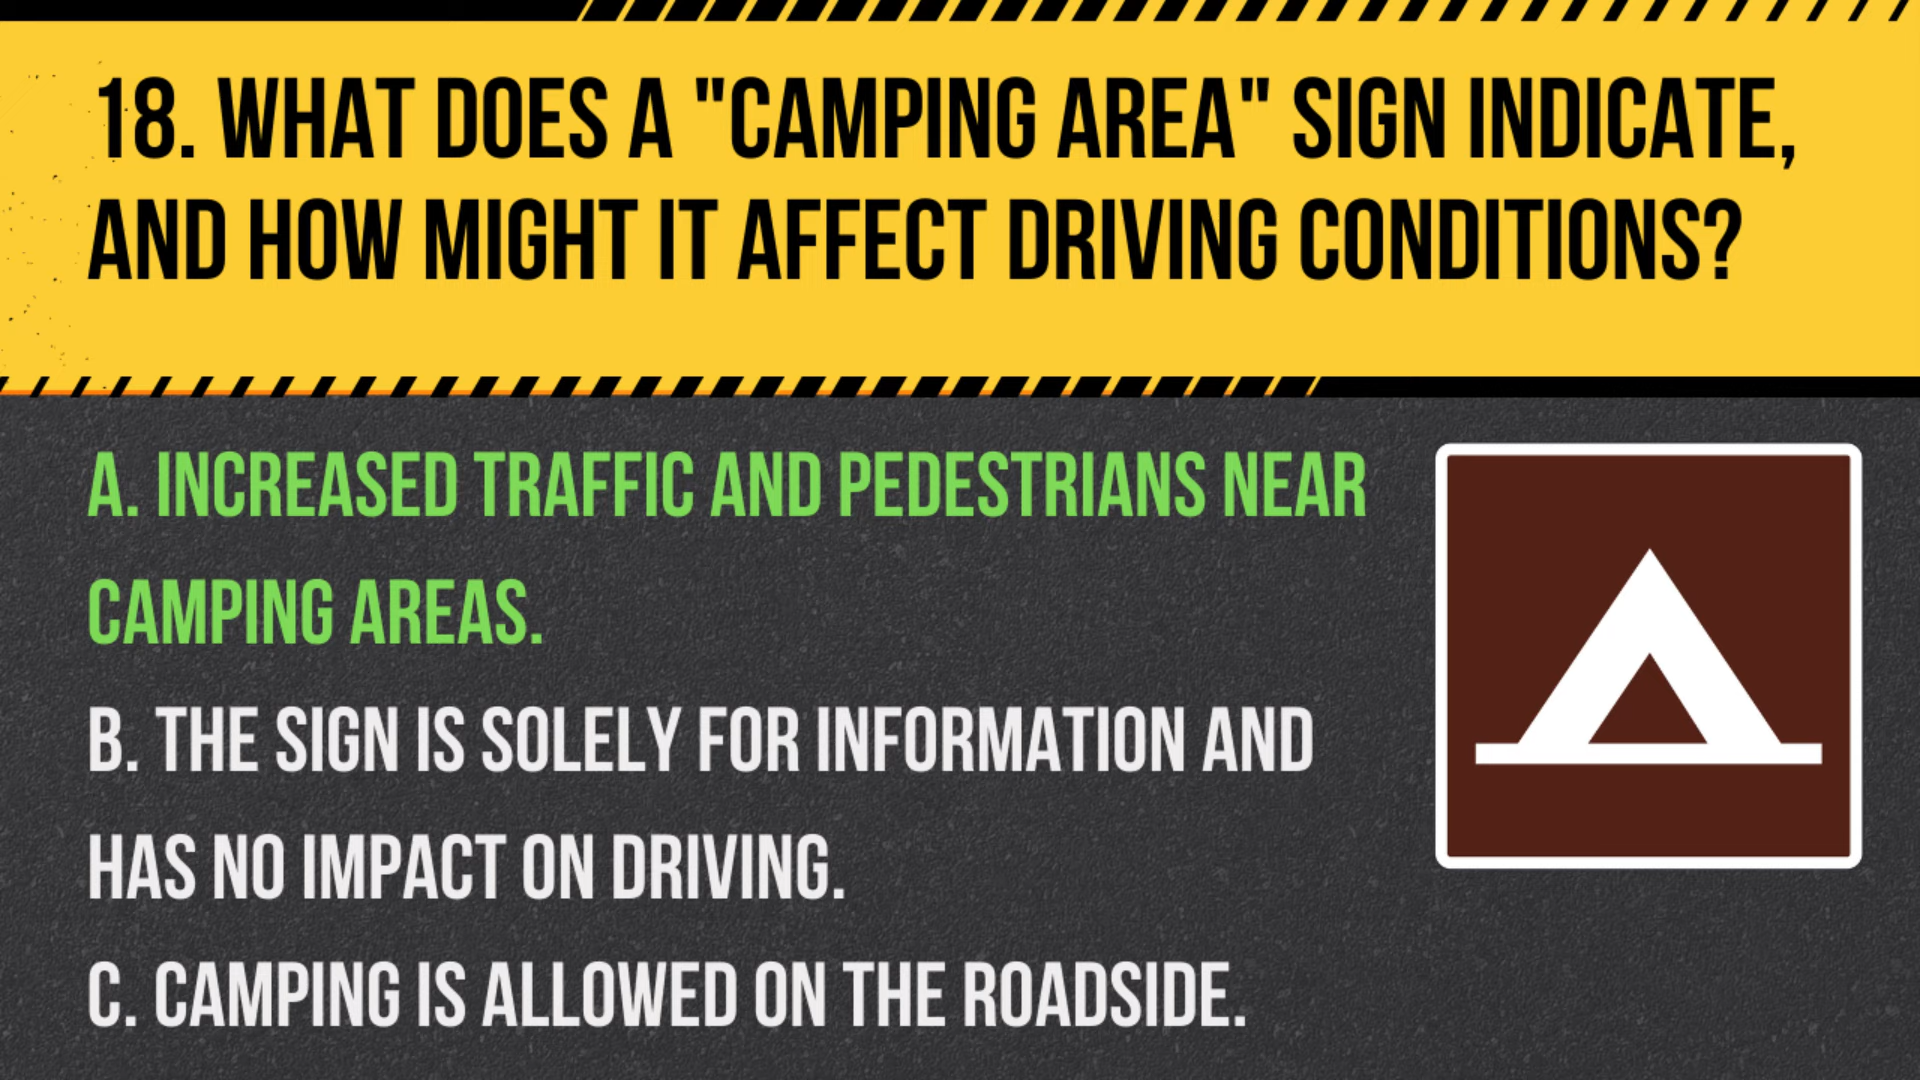 18. WHAT DOES A "CAMPING AREA" SIGN INDICATE,
AND HOW MIGHT IT AFFECT DRIVING CONDITIONS?
A. INCREASED TRAFFIC AND PEDESTRIANS NEAR
CAMPING AREAS.
B. THE SIGN IS SOLELY FOR INFORMATION AND
HAS NO IMPACT ON DRIVING.
C. CAMPING IS ALLOWED ON THE ROADSIDE.